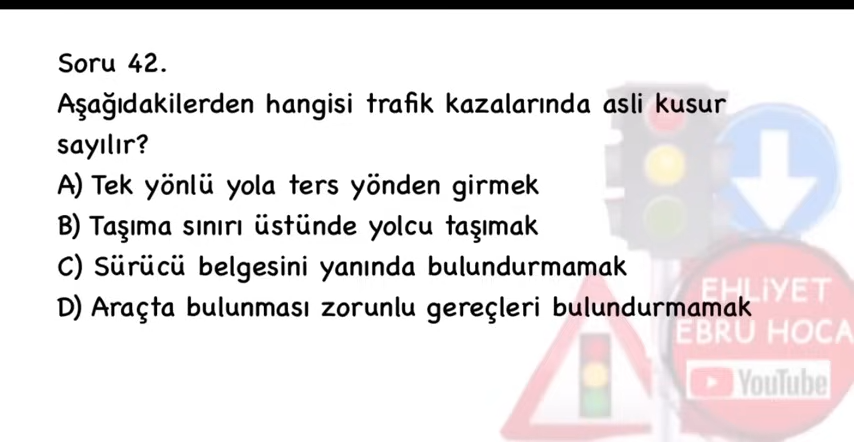 Soru 42.
Aşağıdakilerden hangisi trafik kazalarında asli kusur
sayılır?
A) Tek yönlü yola ters yönden girmek
B) Taşıma sınırı üstünde yolcu taşımak
C) Sürücü belgesini yanında bulundurmamak
D) Araçta bulunması zorunlu gereçleri bulundurmamak
EHLİYET
EBRU HOCA
YouTube